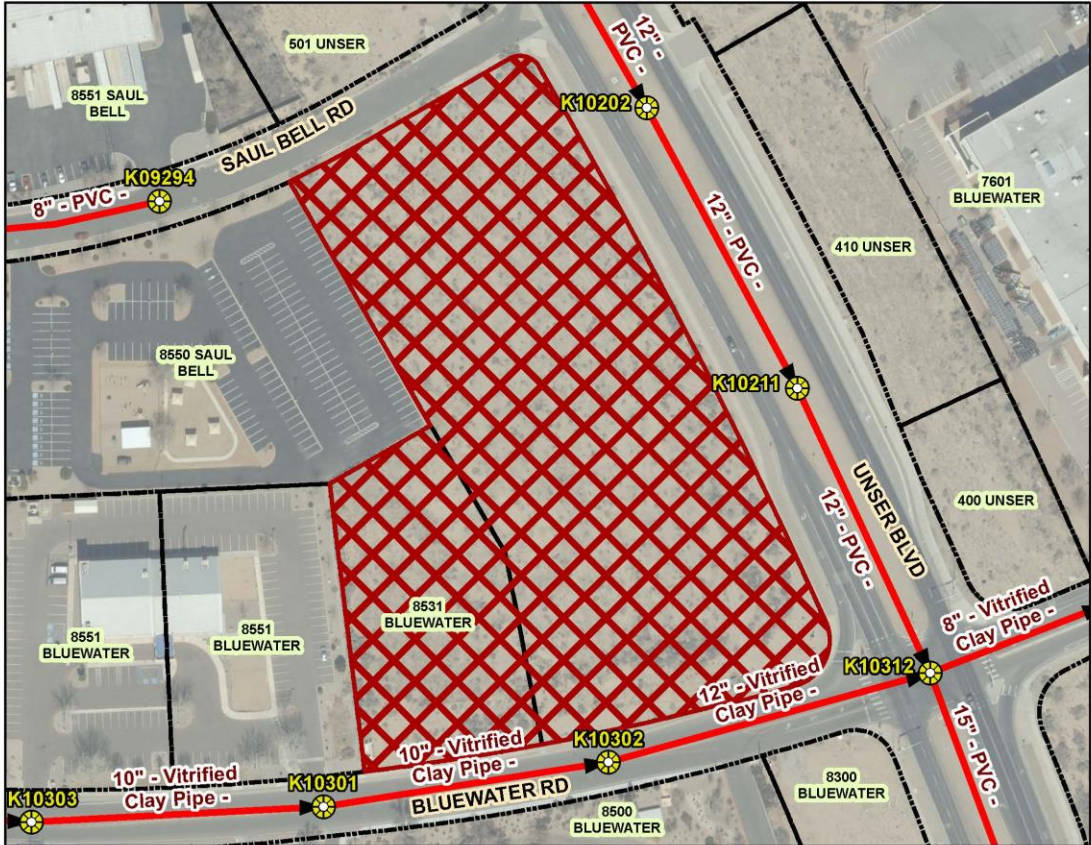 501 UNSER
12" -
PVC -
8551 SAUL
BELL
K10202
SAUL BELL RD
K09294
8" - PVC -
7601
BLUEWATER
12" - PVC -
410 UNSER
8550 SAUL
BELL
K10211
12" - PVC -
UNSER BLVD
400 UNSER
8531
BLUEWATER
8551
BLUEWATER
8551
BLUEWATER
8" - Vitrified
Clay Pipe -
K10312
12" - Vitrified
Clay Pipe -
15" - PVC -
K10302
10" - Vitrified
Clay Pipe -
10" - Vitrified
Clay Pipe -
K10301
K10303
BLUEWATER RD
8300
BLUEWATER
8500
BLUEWATER